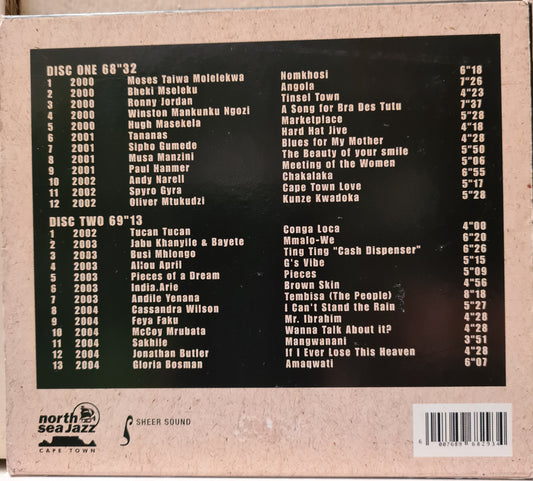 DISC ONE 68"32
1 2000 Moses Taiwa Molelekwa Nomkhosi 6"18
2 2000 Bheki Mseleku Angola 7"26
3 2000 Ronny Jordan Tinsel Town 4"23
4 2000 Winston Mankunku Ngozi A Song for Bra Des Tutu 7"37
5 2000 Hugh Masekela Marketplace 5"28
6 2001 Tananas Hard Hat Jive 4"18
7 2001 Sipho Gumede Blues for My Mother 4"28
8 2001 Musa Manzini The Beauty of your smile 5"50
9 2001 Paul Hanmer Meeting of the Women 5"06
10 2002 Andy Narell Chakalaka 6"55
11 2002 Spyro Gyra Cape Town Love 5"17
12 2002 Oliver Mtukudzi Kunze Kwadoka 5"28
DISC TWO 69"13
1 2002 Tucan Tucan Conga Loca 4"00
2 2003 Jabu Khanyile & Bayete Mmalo-We 6"20
3 2003 Busi Mhlongo Ting Ting "Cash Dispenser" 6"26
4 2003 Allou April G's Vibe 5"15
5 2003 Pieces of a Dream Pieces 5"09
6 2003 India.Arie Brown Skin 4"56
7 2003 Andile Yenana Tembisa (The People) 8"18
8 2004 Cassandra Wilson I Can't Stand the Rain 5"27
9 2004 Feya Faku Mr. Ibrahim 4"28
10 2004 McCoy Mrubata Wanna Talk About it? 4"28
11 2004 Sakhile Mangwanani 3"51
12 2004 Jonathan Butler If I Ever Lose This Heaven 4"28
13 2004 Gloria Bosman Amaqwati 6"07
north
sea Jazz
CAPE TOWN
SHEER SOUND
6 007689 682934